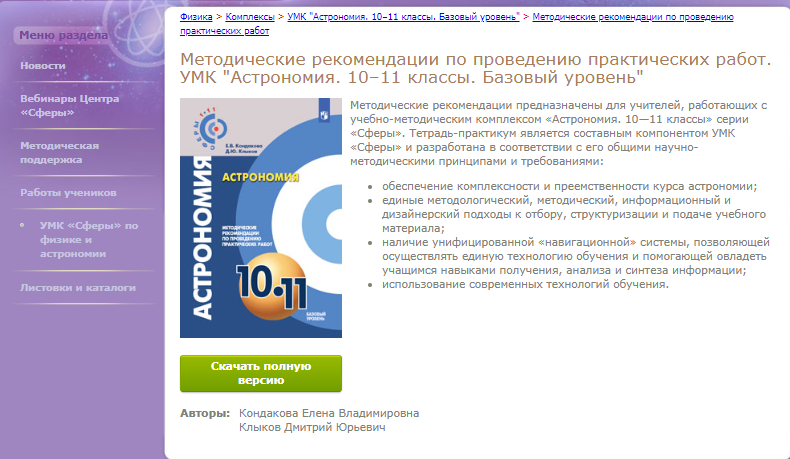 Меню раздела
Новости
Вебинары Центра
«Сферы»
Методическая
поддержка
Работы учеников
УМК «Сферы» по
физике и
астрономии
Листовки и каталоги
Физика > Комплексы > УМК "Астрономия. 10–11 классы. Базовый уровень" > Методические рекомендации по проведению
практических работ
Методические рекомендации по проведению практических работ.
УМК "Астрономия. 10–11 классы. Базовый уровень"
сферы 1-11
Е.В. Кондакова
Д.Ю. Клыков
АСТРОНОМИЯ
АСТРОНОМИЯ
МЕТОДИЧЕСКИЕ
РЕКОМЕНДАЦИИ
ПО ПРОВЕДЕНИЮ
ПРАКТИЧЕСКИХ РАБОТ
10-11
БАЗОВЫЙ
УРОВЕНЬ
Методические рекомендации предназначены для учителей, работающих с
учебно-методическим комплексом «Астрономия. 10—11 классы» серии
«Сферы». Тетрадь-практикум является составным компонентом УМК
«Сферы» и разработана в соответствии с его общими научно-
методическими принципами и требованиями:
• обеспечение комплексности и преемственности курса астрономии;
• единые методологический, методический, информационный и
дизайнерский подходы к отбору, структуризации и подаче учебного
материала;
• наличие унифицированной «навигационной» системы, позволяющей
осуществлять единую технологию обучения и помогающей овладеть
учащимся навыками получения, анализа и синтеза информации;
• использование современных технологий обучения.
Скачать полную
версию
Авторы: Кондакова Елена Владимировна
Клыков Дмитрий Юрьевич